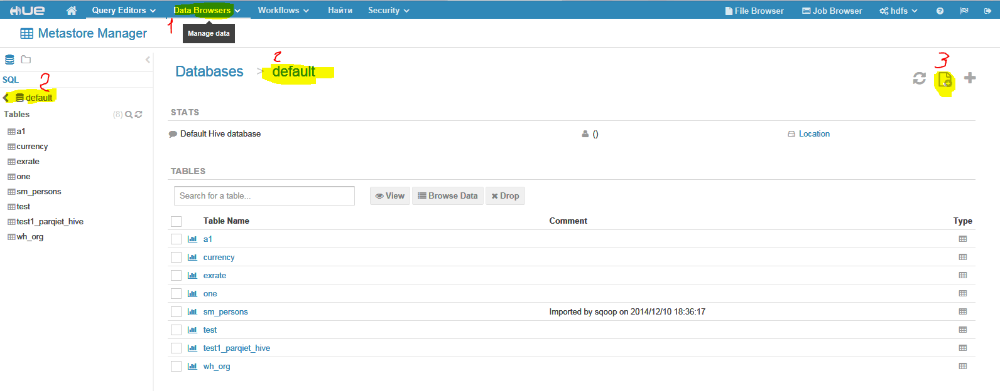 HUE Query Editors Data Browsers Workflows Найти Security File Browser Job Browser hdfs ?
1
Manage data
Metastore Manager
SQL
2
default
Tables (8)
a1
currency
exrate
one
sm_persons
test
test1_parqiet_hive
wh_org
2
Databases > default
3
STATS
Default Hive database () Location
TABLES
Search for a table... View Browse Data Drop
Table Name Comment Type
a1
currency
exrate
one
sm_persons Imported by sqoop on 2014/12/10 18:36:17
test
test1_parqiet_hive
wh_org